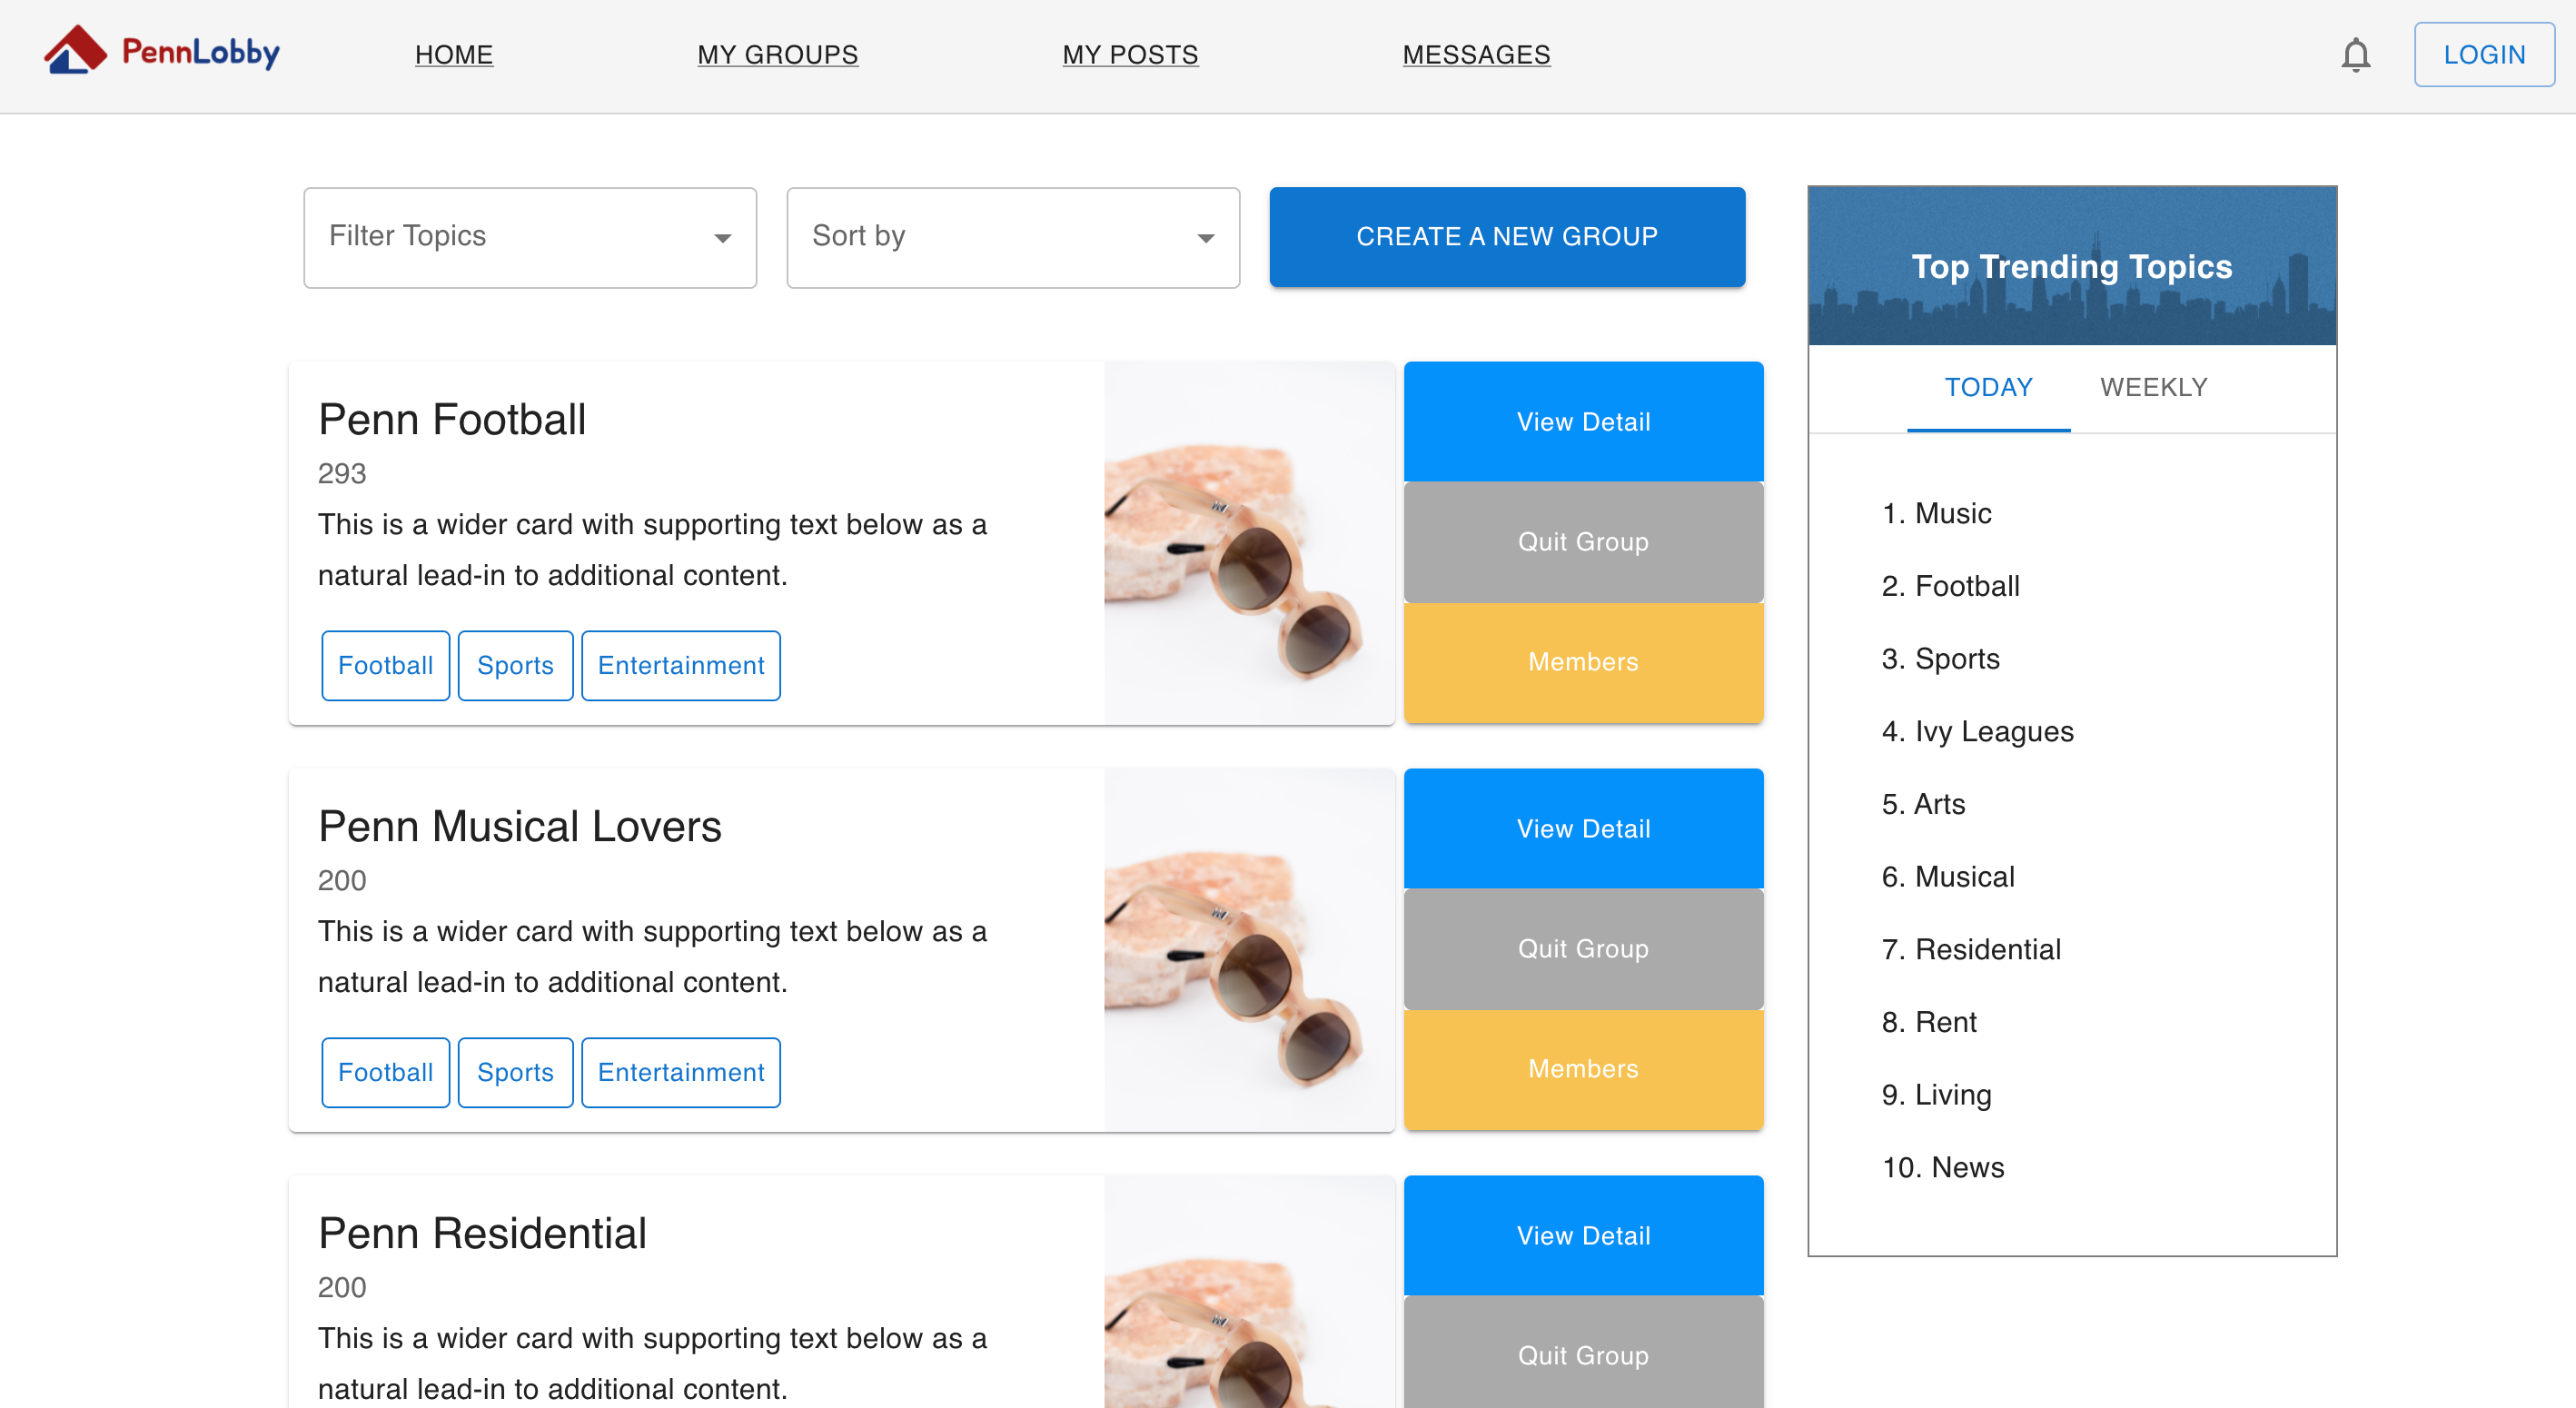 PennLobby
HOME
MY GROUPS
MY POSTS
MESSAGES
LOGIN
Filter Topics
Sort by
CREATE A NEW GROUP
Penn Football
293
This is a wider card with supporting text below as a
natural lead-in to additional content.
Football
Sports
Entertainment
View Detail
Quit Group
Members
Penn Musical Lovers
200
This is a wider card with supporting text below as a
natural lead-in to additional content.
Football
Sports
Entertainment
View Detail
Quit Group
Members
Penn Residential
200
This is a wider card with supporting text below as a
natural lead-in to additional content.
View Detail
Quit Group
Top Trending Topics
TODAY
WEEKLY
1. Music
2. Football
3. Sports
4. Ivy Leagues
5. Arts
6. Musical
7. Residential
8. Rent
9. Living
10. News